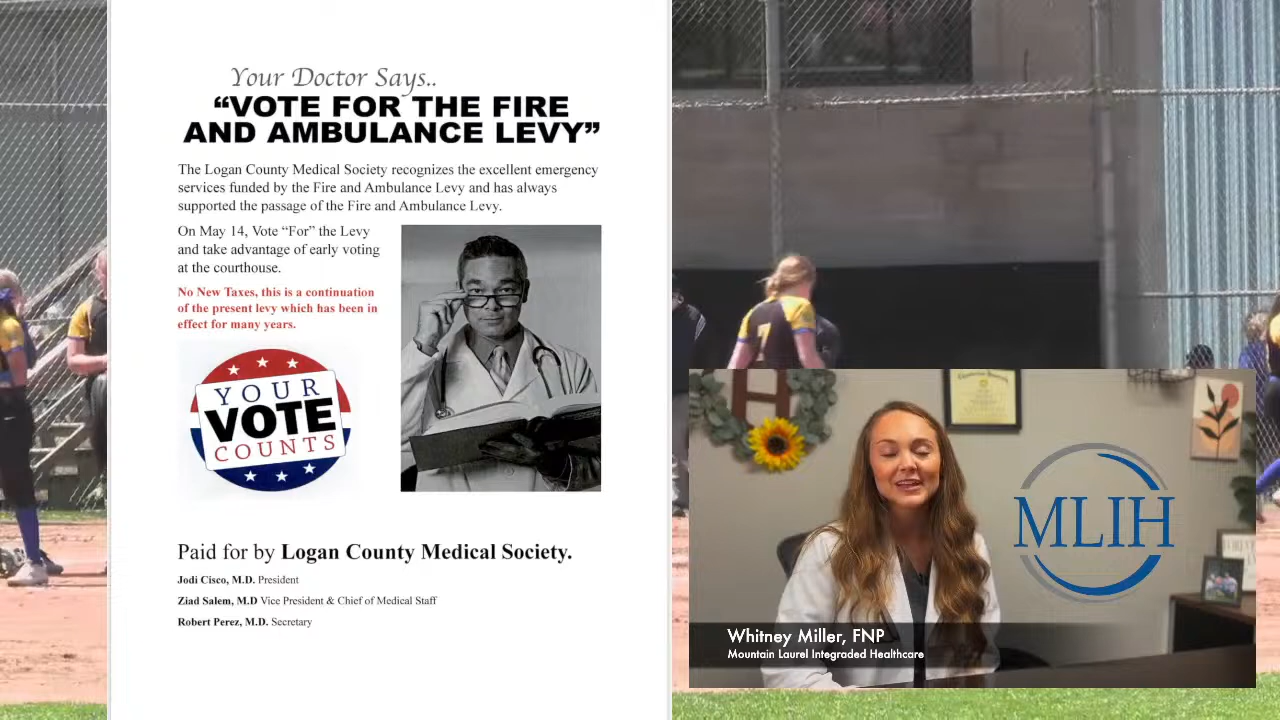 Your Doctor Says..
“VOTE FOR THE FIRE
AND AMBULANCE LEVY”
The Logan County Medical Society recognizes the excellent emergency
services funded by the Fire and Ambulance Levy and has always
supported the passage of the Fire and Ambulance Levy.
On May 14, Vote “For” the Levy
and take advantage of early voting
at the courthouse.
No New Taxes, this is a continuation
of the present levy which has been in
effect for many years.
YOUR
VOTE
COUNTS
Paid for by Logan County Medical Society.
Jodi Cisco, M.D. President
Ziad Salem, M.D Vice President & Chief of Medical Staff
Robert Perez, M.D. Secretary
7
H
MLIH
Whitney Miller, FNP
Mountain Laurel Integrated Healthcare